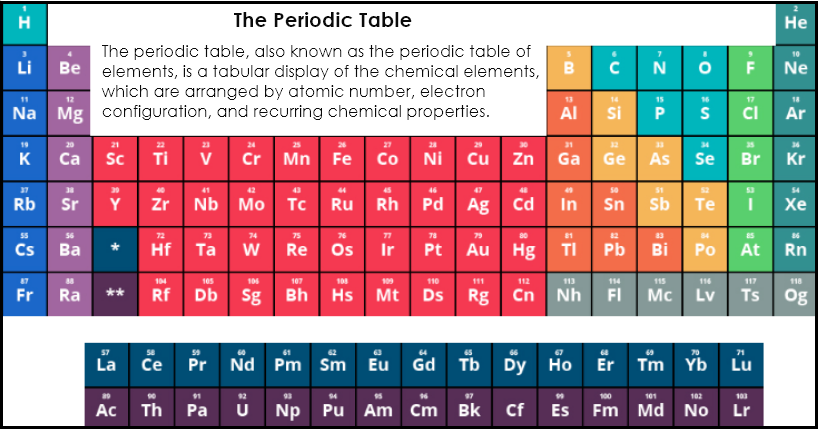 The Periodic Table
The periodic table, also known as the periodic table of
elements, is a tabular display of the chemical elements,
which are arranged by atomic number, electron
configuration, and recurring chemical properties.
1 2
H He
3 4 5 6 7 8 9 10
Li Be B C N O F Ne
11 12 13 14 15 16 17 18
Na Mg Al Si P S Cl Ar
19 20 21 22 23 24 25 26 27 28 29 30 31 32 33 34 35 36
K Ca Sc Ti V Cr Mn Fe Co Ni Cu Zn Ga Ge As Se Br Kr
37 38 39 40 41 42 43 44 45 46 47 48 49 50 51 52 53 54
Rb Sr Y Zr Nb Mo Tc Ru Rh Pd Ag Cd In Sn Sb Te I Xe
55 56 72 73 74 75 76 77 78 79 80 81 82 83 84 85 86
Cs Ba * Hf Ta W Re Os Ir Pt Au Hg Tl Pb Bi Po At Rn
87 88 104 105 106 107 108 109 110 111 112 113 114 115 116 117 118
Fr Ra ** Rf Db Sg Bh Hs Mt Ds Rg Cn Nh Fl Mc Lv Ts Og
57 58 59 60 61 62 63 64 65 66 67 68 69 70 71
La Ce Pr Nd Pm Sm Eu Gd Tb Dy Ho Er Tm Yb Lu
89 90 91 92 93 94 95 96 97 98 99 100 101 102 103
Ac Th Pa U Np Pu Am Cm Bk Cf Es Fm Md No Lr